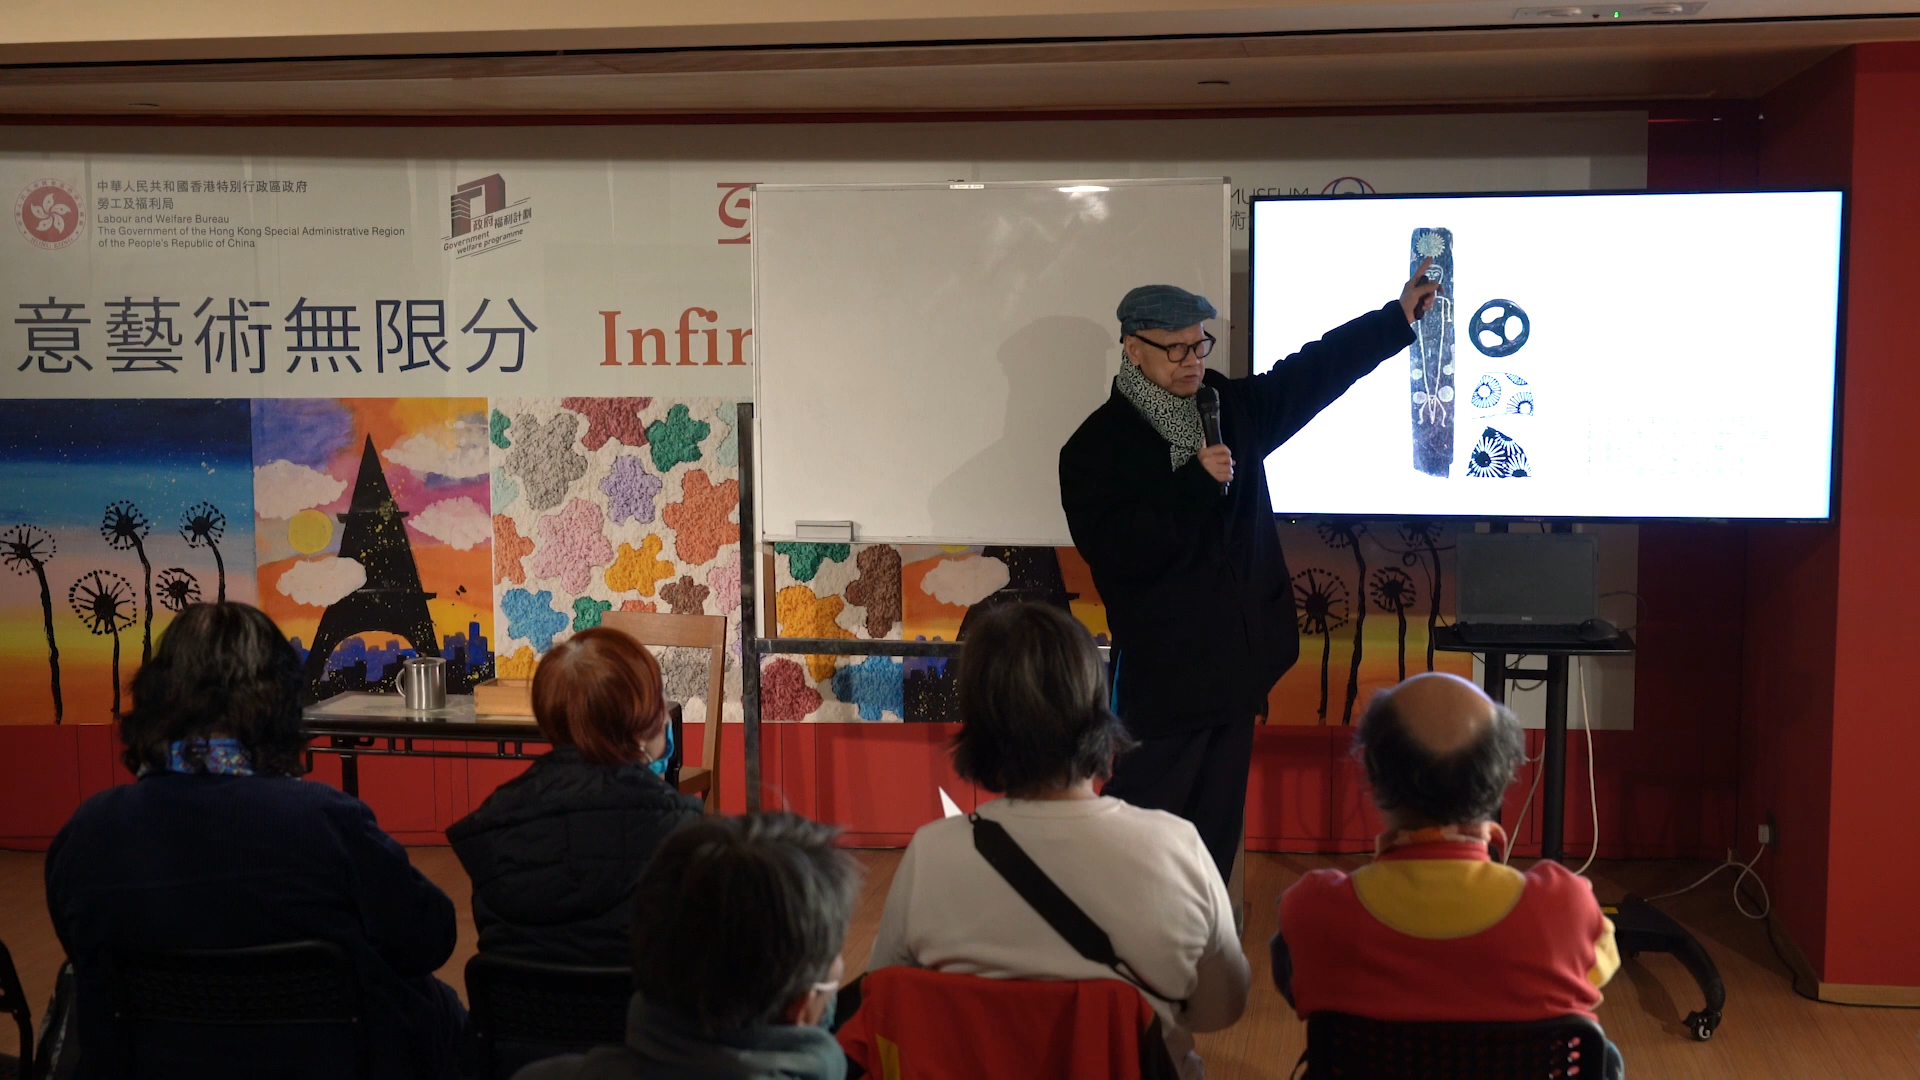 中華人民共和國香港特別行政區政府
勞工及福利局
Labour and Welfare Bureau
The Government of the Hong Kong Special Administrative Region
of the People's Republic of China
政府福利計劃
Government
welfare programme
MUSEUM
術
意藝術無限分
Infin